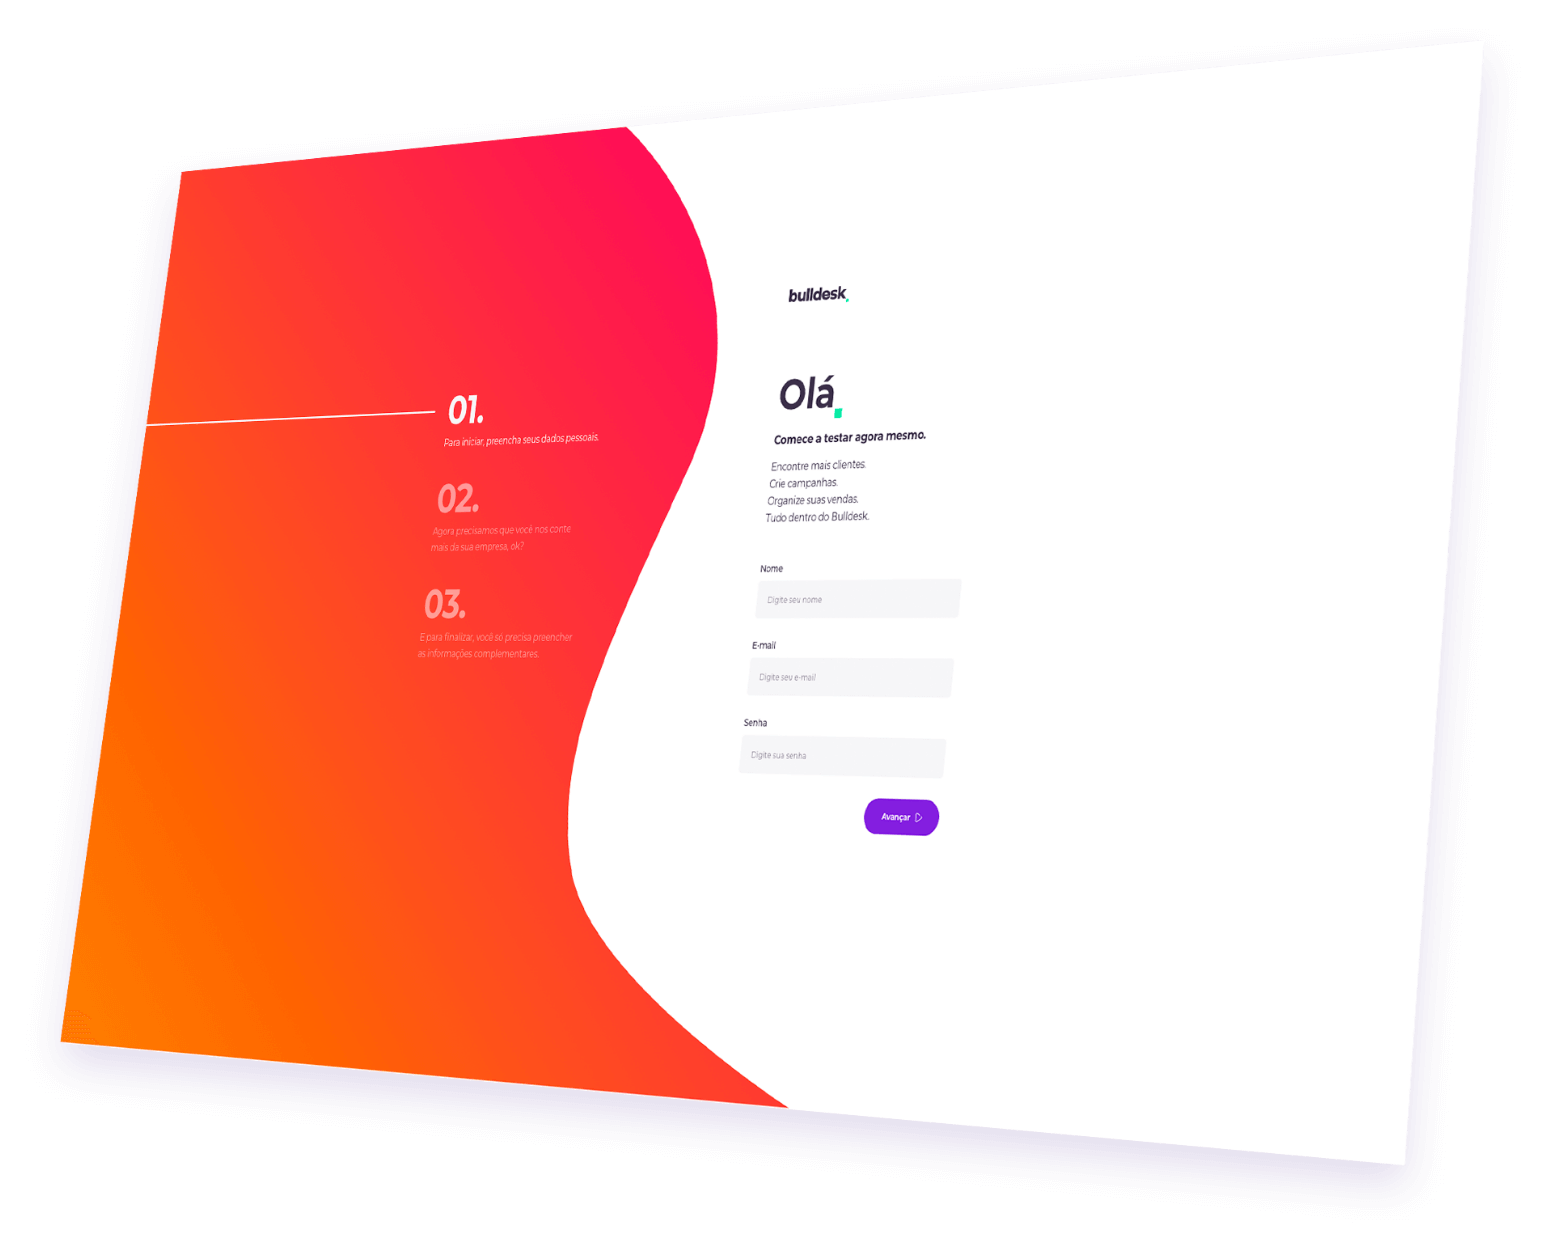 01.
Para iniciar, preencha seus dados pessoais.
02.
Agora precisamos que você nos conte
mais da sua empresa, ok?
03.
E para finalizar, você só precisa preencher
as informações complementares.
bulldesk.
Olá.
Comece a testar agora mesmo.
Encontre mais clientes.
Crie campanhas.
Organize suas vendas.
Tudo dentro do Bulldesk.
Nome
Digite seu nome
E-mail
Digite seu e-mail
Senha
Digite sua senha
Avançar